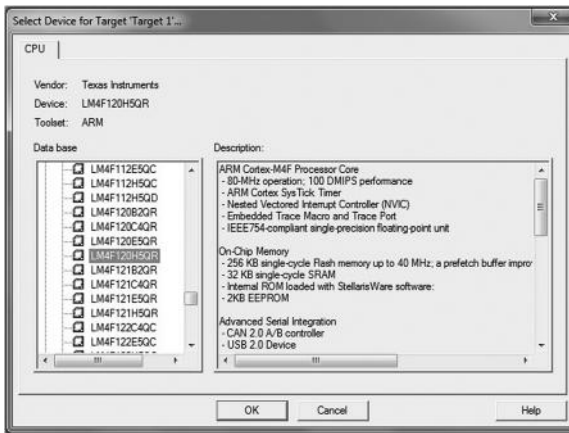 Select Device for Target 'Target 1'...
CPU
Vendor: Texas Instruments
Device: LM4F120H5QR
Toolset: ARM
Data base
LM4F112E5QC
LM4F112H5QC
LM4F112H5QD
LM4F120B2QR
LM4F120C4QR
LM4F120E5QR
LM4F120H5QR
LM4F121B2QR
LM4F121C4QR
LM4F121E5QR
LM4F121H5QR
LM4F122C4QC
LM4F122E5QC
Description:
ARM Cortex-M4F Processor Core
- 80-MHz operation; 100 DMIPS performance
- ARM Cortex SysTick Timer
- Nested Vectored Interrupt Controller (NVIC)
- Embedded Trace Macro and Trace Port
- IEEE754-compliant single-precision floating-point unit
On-Chip Memory
- 256 KB single-cycle Flash memory up to 40 MHz; a prefetch buffer improv
- 32 KB single-cycle SRAM
- Internal ROM loaded with StellarisWare software:
- 2KB EEPROM
Advanced Serial Integration
- CAN 2.0 A/B controller
- USB 2.0 Device
OK
Cancel
Help